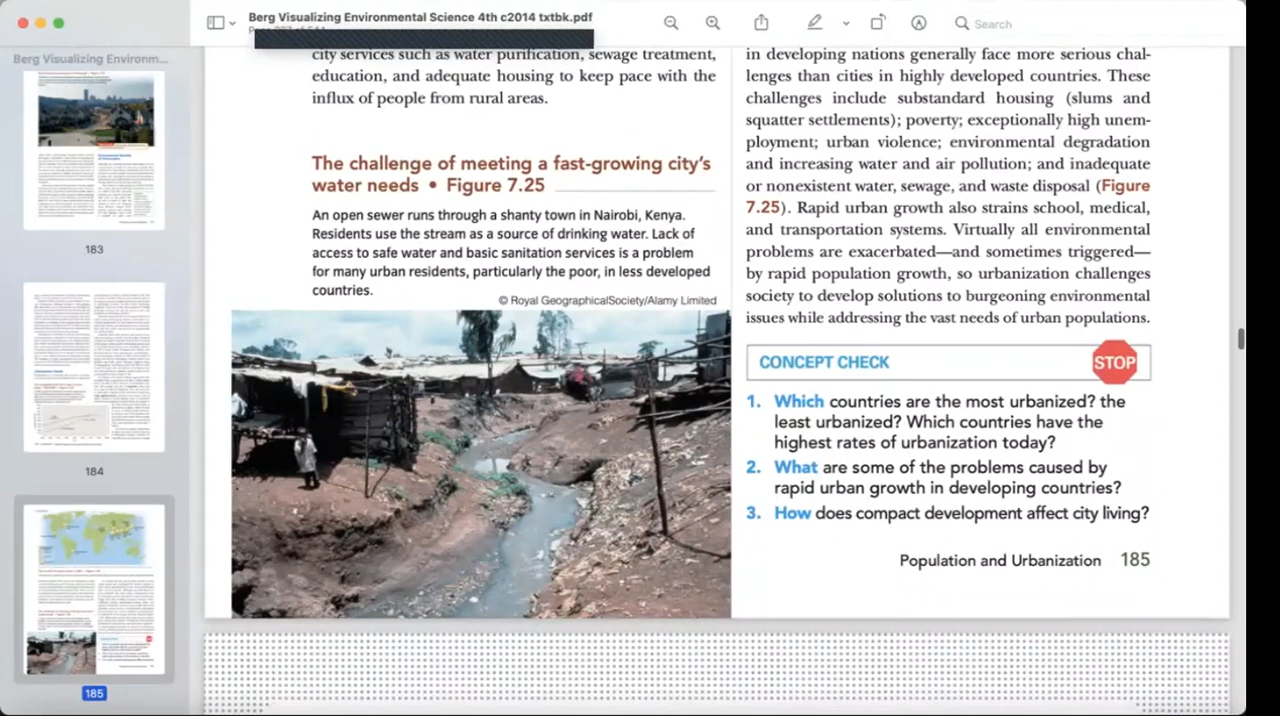 Berg Visualizing Environmental Science 4th c2014 txtbk.pdf
Search
Berg Visualizing Environm...
183
184
185
city services such as water purification, sewage treatment,
education, and adequate housing to keep pace with the
influx of people from rural areas.
The challenge of meeting a fast-growing city's
water needs • Figure 7.25
An open sewer runs through a shanty town in Nairobi, Kenya.
Residents use the stream as a source of drinking water. Lack of
access to safe water and basic sanitation services is a problem
for many urban residents, particularly the poor, in less developed
countries.
© Royal GeographicalSociety/Alamy Limited
in developing nations generally face more serious chal-
lenges than cities in highly developed countries. These
challenges include substandard housing (slums and
squatter settlements); poverty; exceptionally high unem-
ployment; urban violence; environmental degradation
d increasing water and air pollution; and inadequate
or nonexistent water, sewage, and waste disposal (Figure
7.25). Rapid urban growth also strains school, medical,
and transportation systems. Virtually all environmental
problems are exacerbated—and sometimes triggered—
by rapid population growth, so urbanization challenges
society to develop solutions to burgeoning environmental
issues while addressing the vast needs of urban populations.
CONCEPT CHECK
STOP
1. Which countries are the most urbanized? the
least urbanized? Which countries have the
highest rates of urbanization today?
2. What are some of the problems caused by
rapid urban growth in developing countries?
3. How does compact development affect city living?
Population and Urbanization 185